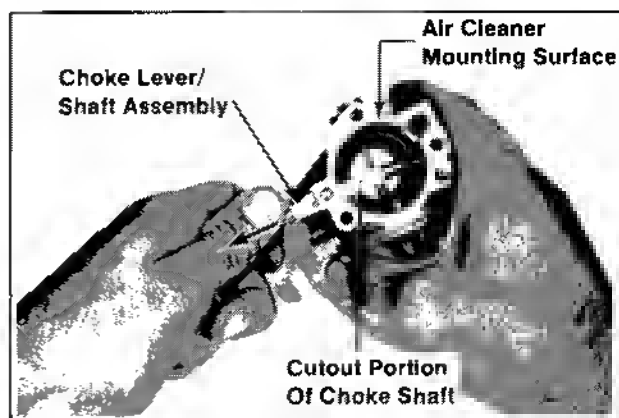 Air Cleaner
Mounting Surface
Choke Lever/
Shaft Assembly
Cutout Portion
Of Choke Shaft